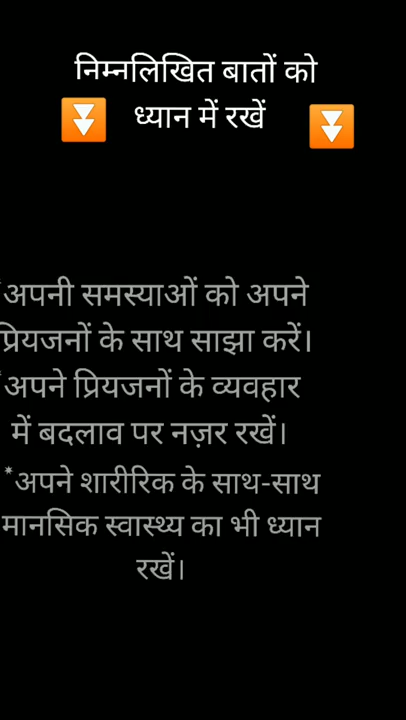 निम्नलिखित बातों को
ध्यान में रखें
*अपनी समस्याओं को अपने
प्रियजनों के साथ साझा करें।
*अपने प्रियजनों के व्यवहार
में बदलाव पर नज़र रखें।
*अपने शारीरिक के साथ-साथ
मानसिक स्वास्थ्य का भी ध्यान
रखें।